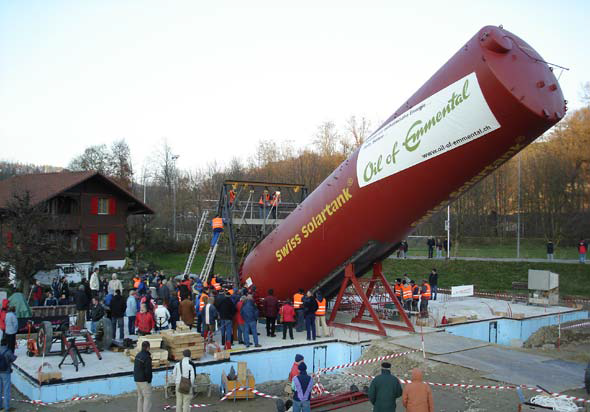 Oil of Emmental
www.oil-of-emmental.ch
Swiss Solartank®